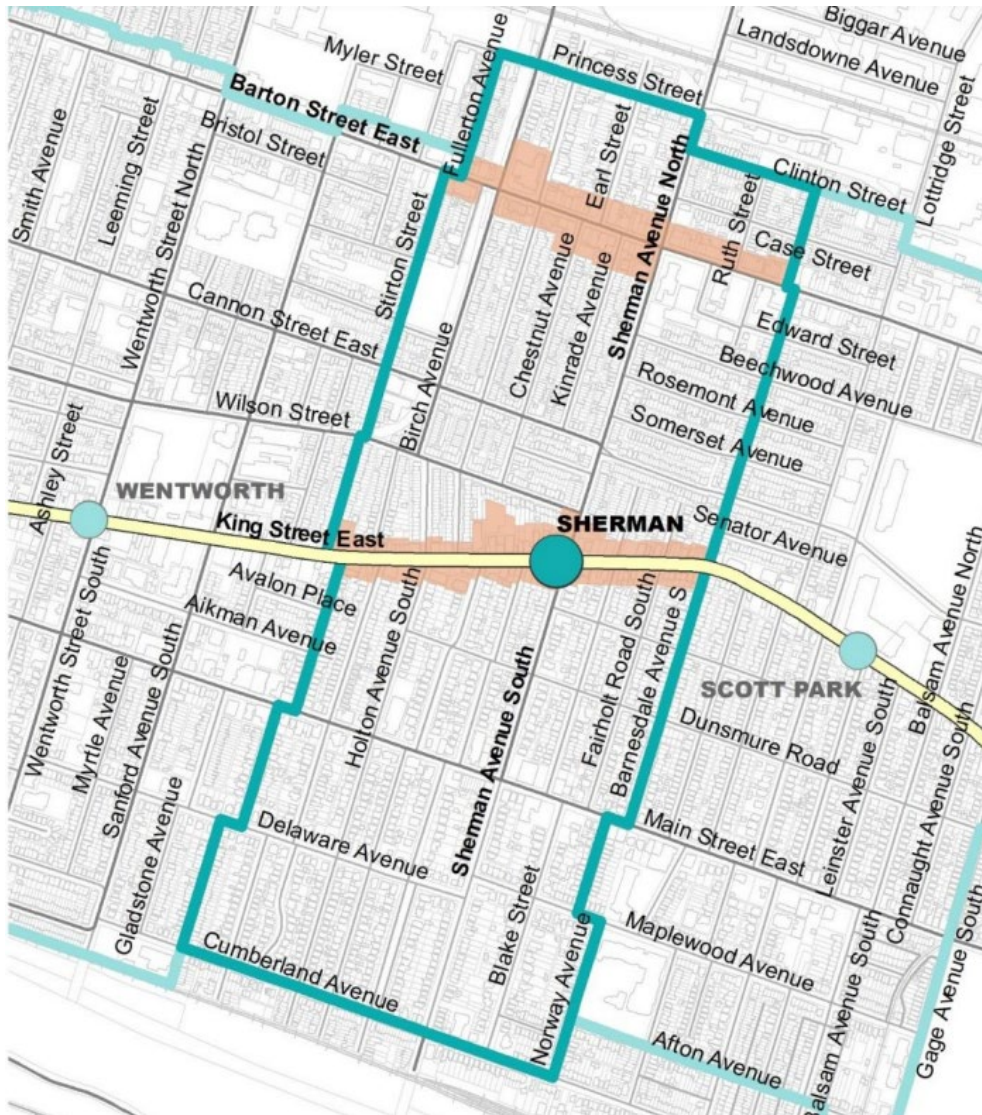 Biggar Avenue
Landsdowne Avenue
Myler Street
Princess Street
Fullerton Avenue
Barton Street East
Bristol Street
Earl Street
Sherman Avenue North
Clinton Street
Lottridge Street
Smith Avenue
Leeming Street
Wentworth Street North
Stirton Street
Ruth Street
Case Street
Cannon Street East
Chestnut Avenue
Kinrade Avenue
Edward Street
Beechwood Avenue
Rosemont Avenue
Somerset Avenue
Wilson Street
Birch Avenue
Ashley Street
WENTWORTH
King Street East
SHERMAN
Senator Avenue
Avalon Place
Aikman Avenue
Wentworth Street South
Myrtle Avenue
Sanford Avenue South
Holton Avenue South
Sherman Avenue South
Fairholt Road South
Barnesdale Avenue S
SCOTT PARK
Balsam Avenue North
Dunsmure Road
Leinster Avenue South
Connaught Avenue South
Main Street East
Gladstone Avenue
Delaware Avenue
Blake Street
Maplewood Avenue
Cumberland Avenue
Norway Avenue
Afton Avenue
Balsam Avenue South
Gage Avenue South